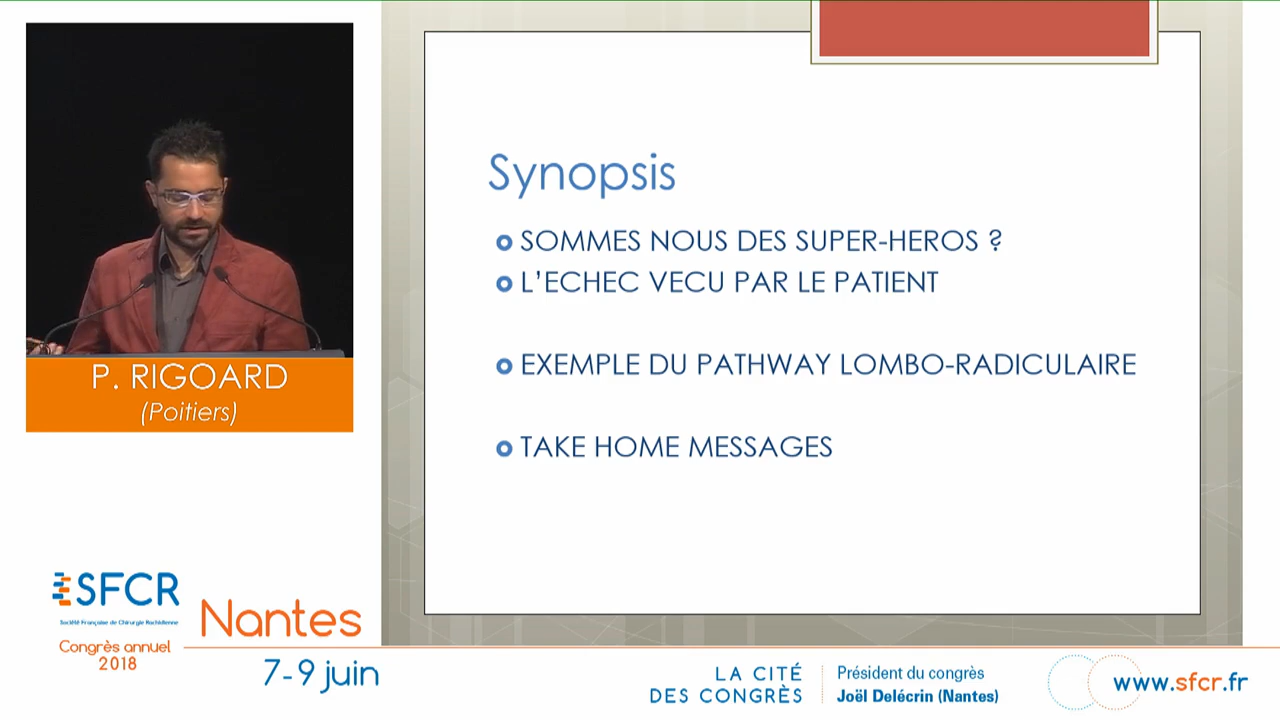 Synopsis
SOMMES NOUS DES SUPER-HEROS ?
L'ECHEC VECU PAR LE PATIENT
EXEMPLE DU PATHWAY LOMBO-RADICULAIRE
TAKE HOME MESSAGES
P. RIGOARD
(Poitiers)
SFCR
Société Française de Chirurgie Rachidienne
Congrès annuel
2018
Nantes
7-9 juin
LA CITÉ
DES CONGRÈS
Président du congrès
Joël Delécrin (Nantes)
www.sfcr.fr